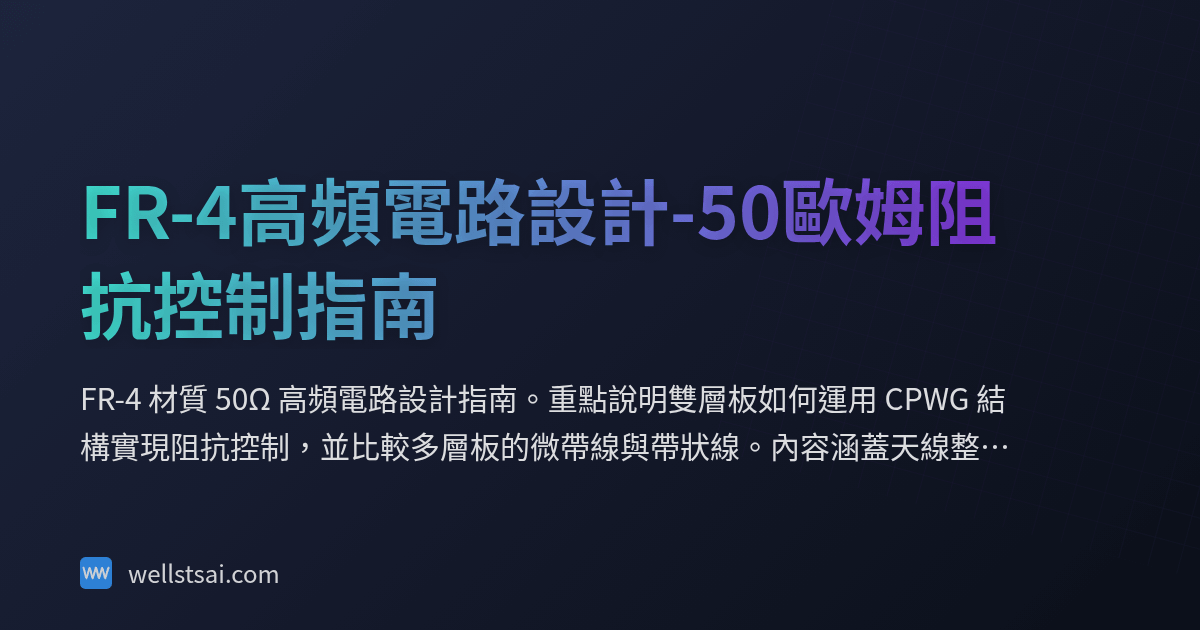 FR-4高頻電路設計-50歐姆阻
抗控制指南
FR-4 材質 50Ω 高頻電路設計指南。重點說明雙層板如何運用 CPWG 結
構實現阻抗控制，並比較多層板的微帶線與帶狀線。內容涵蓋天線整…
wellstsai.com